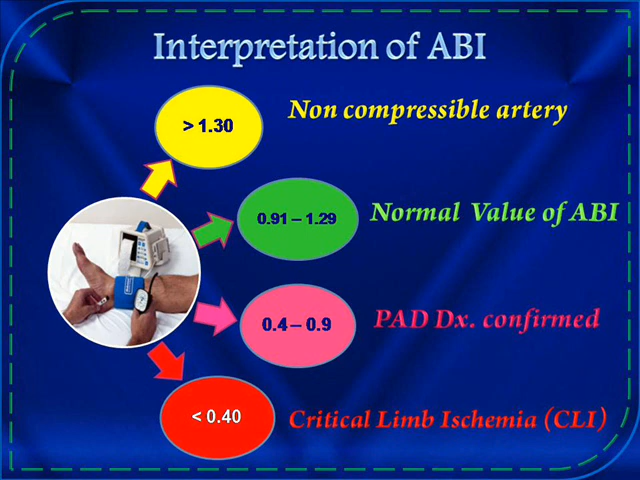 Interpretation of ABI
> 1.30
Non compressible artery
0.91 – 1.29
Normal Value of ABI
0.4 – 0.9
PAD Dx. confirmed
< 0.40
Critical Limb Ischemia (CLI)